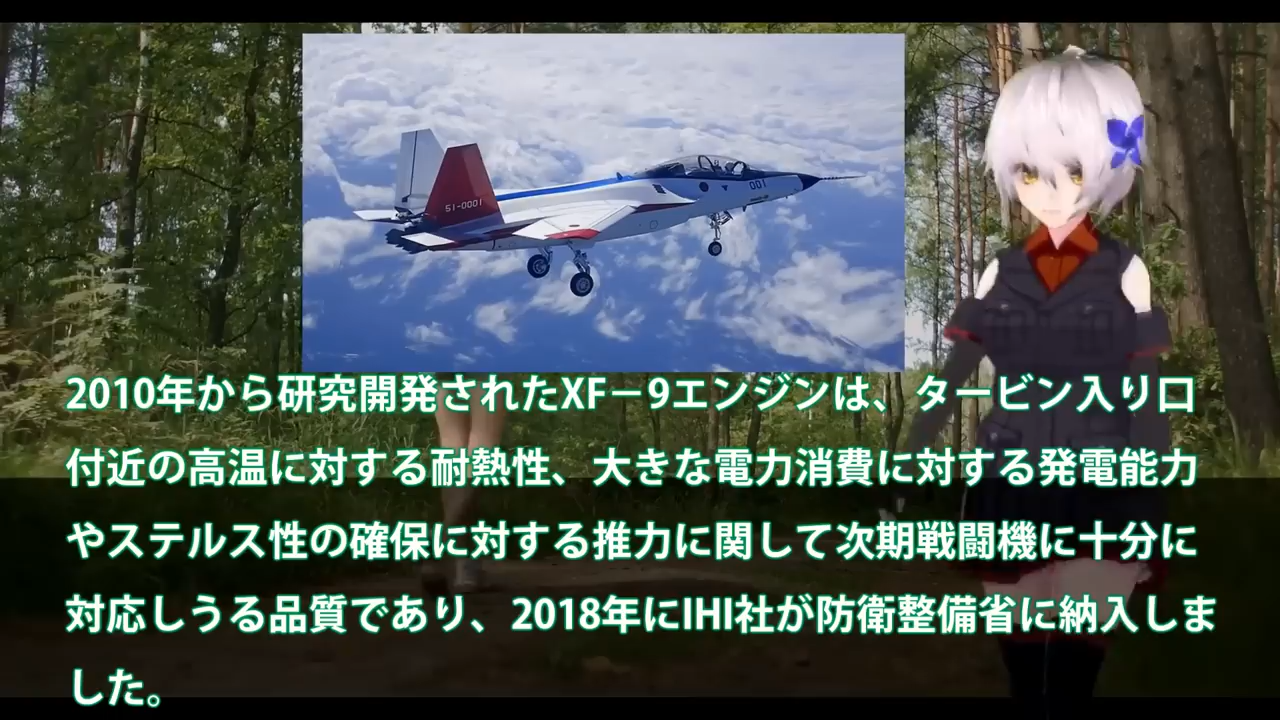 001
51-0001
2010年から研究開発されたXF－9エンジンは、タービン入り口
付近の高温に対する耐熱性、大きな電力消費に対する発電能力
やステルス性の確保に対する推力に関して次期戦闘機に十分に
対応しうる品質であり、2018年にIHI社が防衛整備省に納入しま
した。